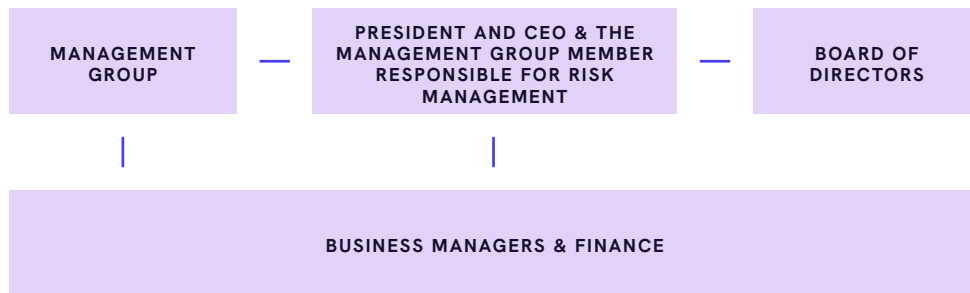 MANAGEMENT
GROUP
PRESIDENT AND CEO & THE
MANAGEMENT GROUP MEMBER
RESPONSIBLE FOR RISK
MANAGEMENT
BOARD OF
DIRECTORS
BUSINESS MANAGERS & FINANCE